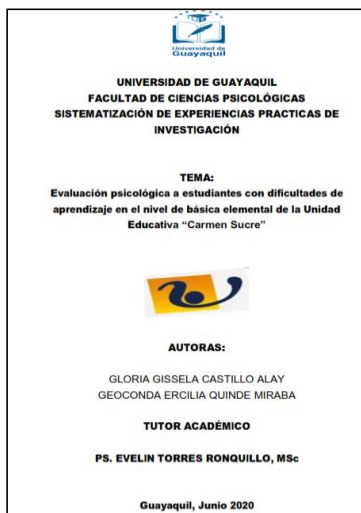 Universidad de
Guayaquil
UNIVERSIDAD DE GUAYAQUIL
FACULTAD DE CIENCIAS PSICOLÓGICAS
SISTEMATIZACIÓN DE EXPERIENCIAS PRACTICAS DE
INVESTIGACIÓN
TEMA:
Evaluación psicológica a estudiantes con dificultades de
aprendizaje en el nivel de básica elemental de la Unidad
Educativa “Carmen Sucre”
AUTORAS:
GLORIA GISSELA CASTILLO ALAY
GEOCONDA ERCILIA QUINDE MIRABA
TUTOR ACADÉMICO
PS. EVELIN TORRES RONQUILLO, MSc
Guayaquil, Junio 2020